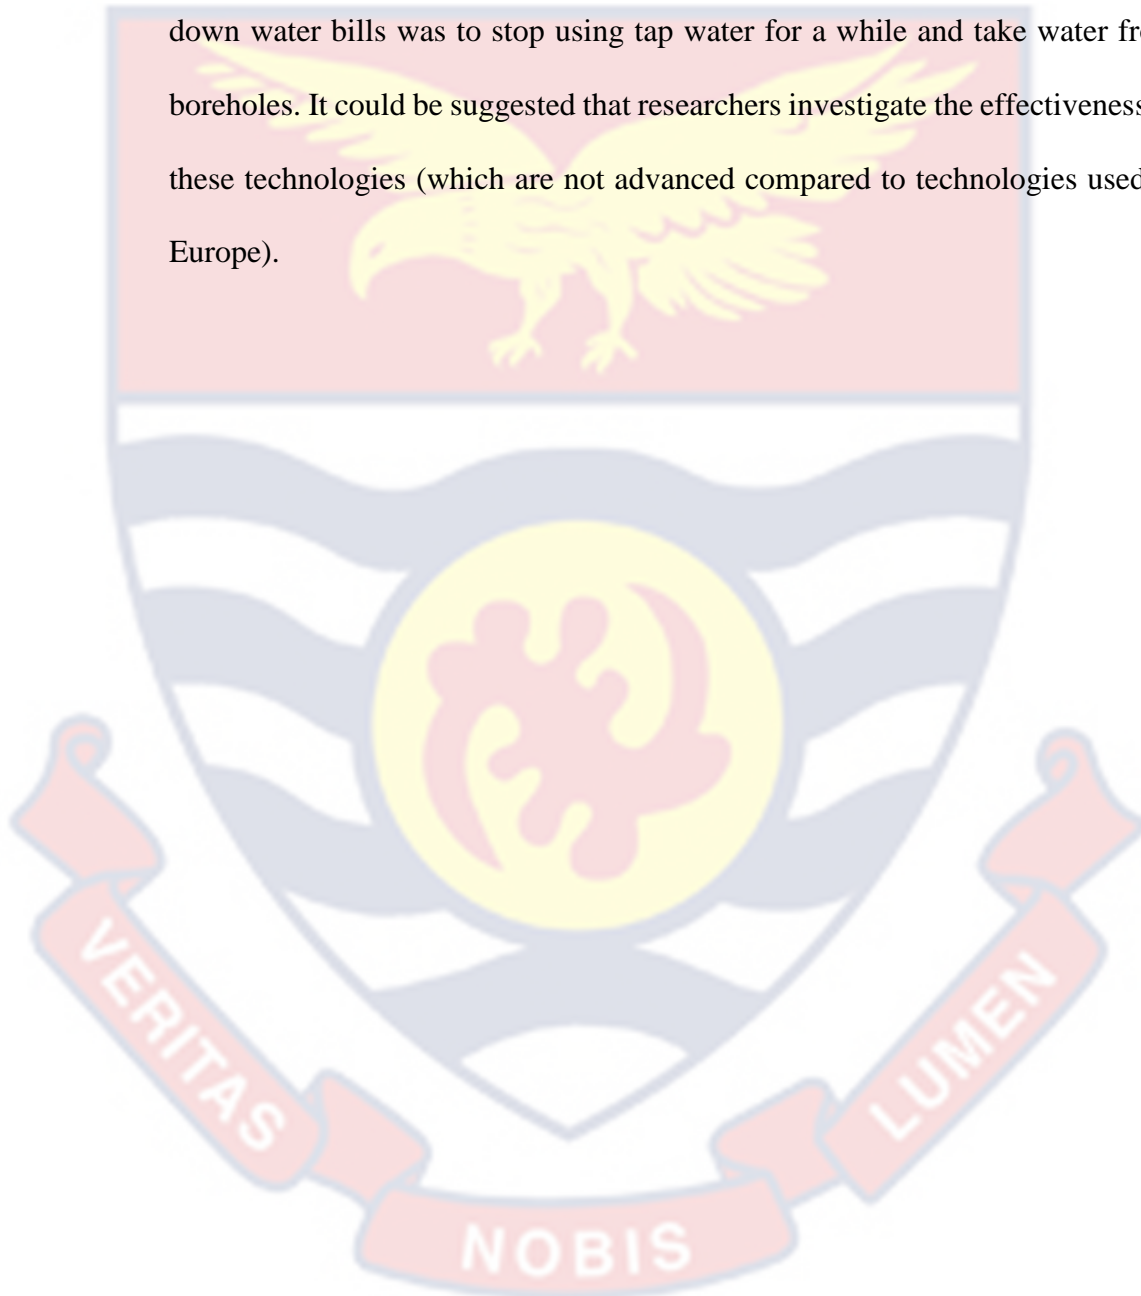 down water bills was to stop using tap water for a while and take water
boreholes. It could be suggested that researchers investigate the effectiveness
these technologies (which are not advanced compared to technologies used
Europe).
VERITAS
NOBIS
LUMEN